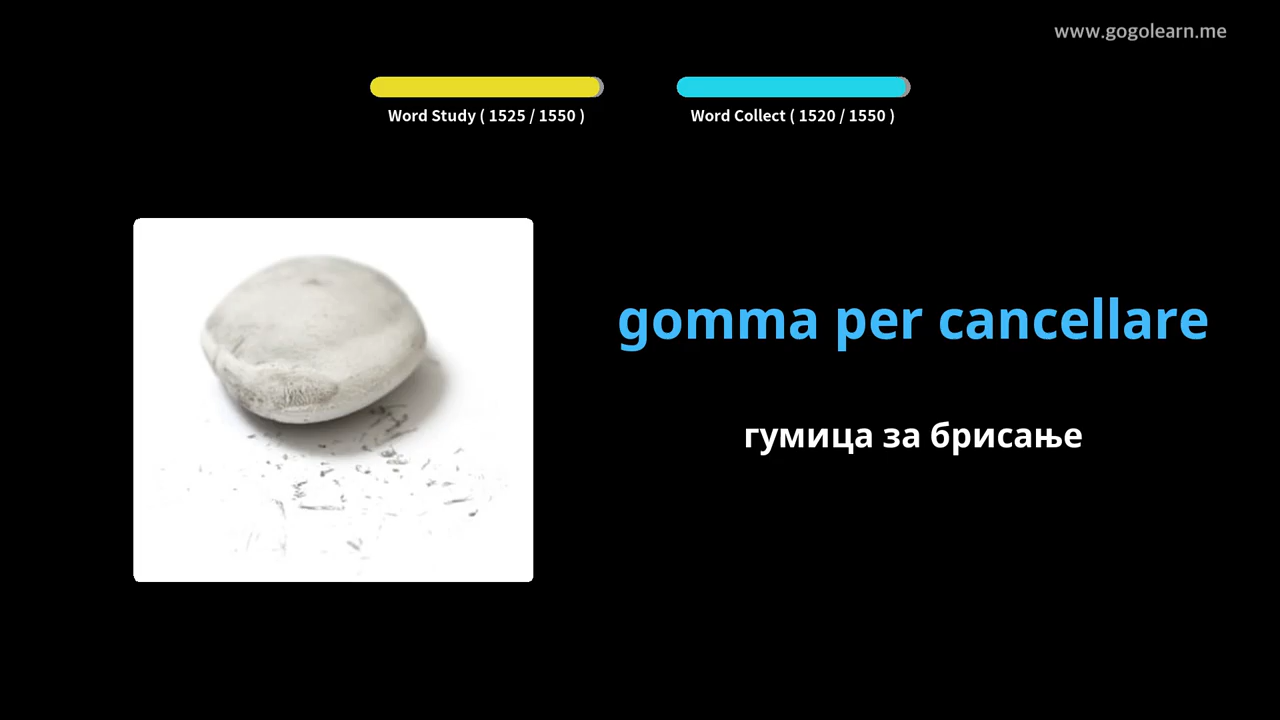 www.gogolearn.me
Word Study ( 1525 / 1550 )
Word Collect ( 1520 / 1550 )
gomma per cancellare
гумица за брисање